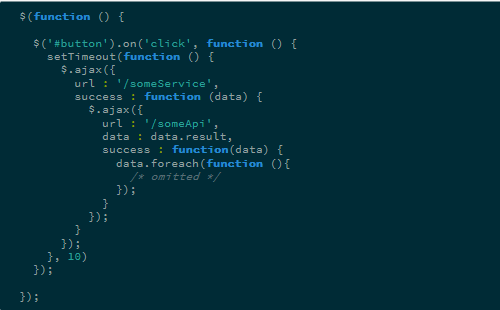 $(function () {
$('#button').on('click', function () {
setTimeout(function () {
$.ajax({
url : '/someService',
success : function (data) {
$.ajax({
url : '/someApi',
data : data.result,
success : function(data) {
data.foreach(function (){
/* omitted */
});
}
});
}
});
}, 10)
});
});